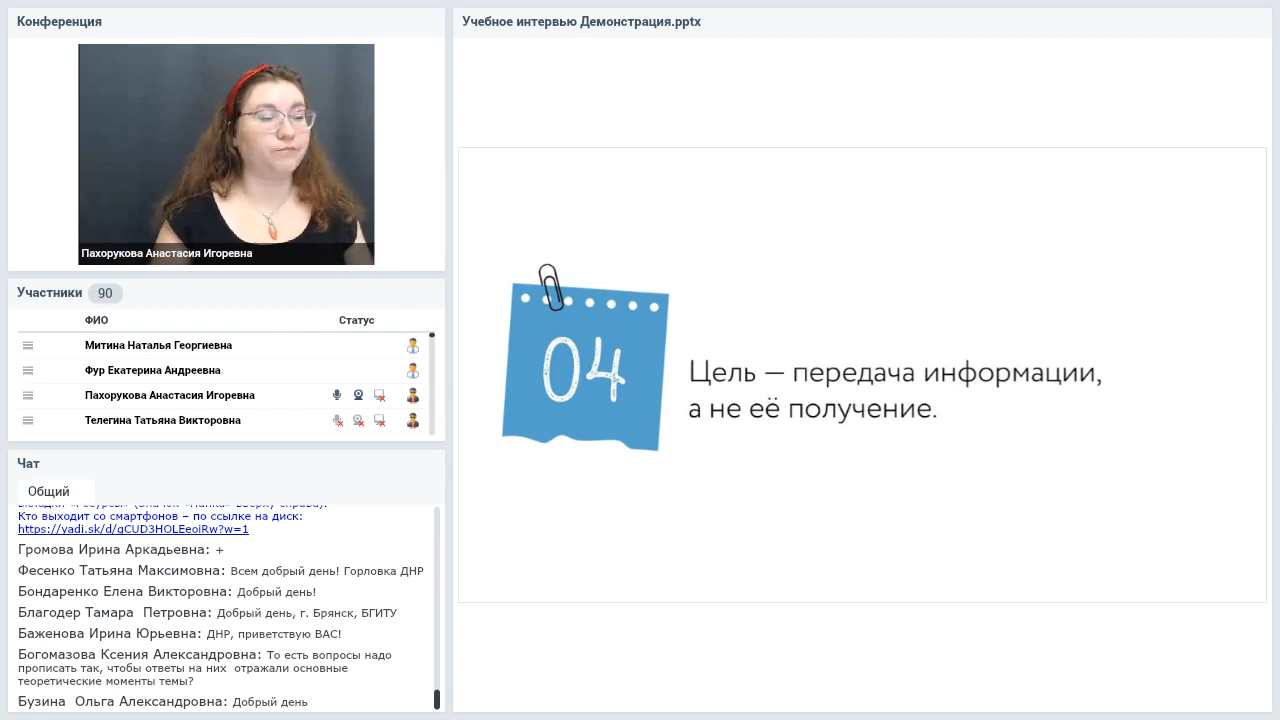 Конференция
Пахорукова Анастасия Игоревна
Участники 90
ФИО Статус
Митина Наталья Георгиевна
Фур Екатерина Андреевна
Пахорукова Анастасия Игоревна
Телегина Татьяна Викторовна
Чат
Общий
Кто выходит со смартфонов – по ссылке на диск:
https://yadi.sk/d/gCUD3HOLEeoiRw?w=1
Громова Ирина Аркадьевна: +
Фесенко Татьяна Максимовна: Всем добрый день! Горловка ДНР
Бондаренко Елена Викторовна: Добрый день!
Благодер Тамара Петровна: Добрый день, г. Брянск, БГИТУ
Баженова Ирина Юрьевна: ДНР, приветствую ВАС!
Богомазова Ксения Александровна: То есть вопросы надо
прописать так, чтобы ответы на них отражали основные
теоретические моменты темы?
Бузина Ольга Александровна: Добрый день
Учебное интервью Демонстрация.pptx
04
Цель — передача информации,
а не её получение.